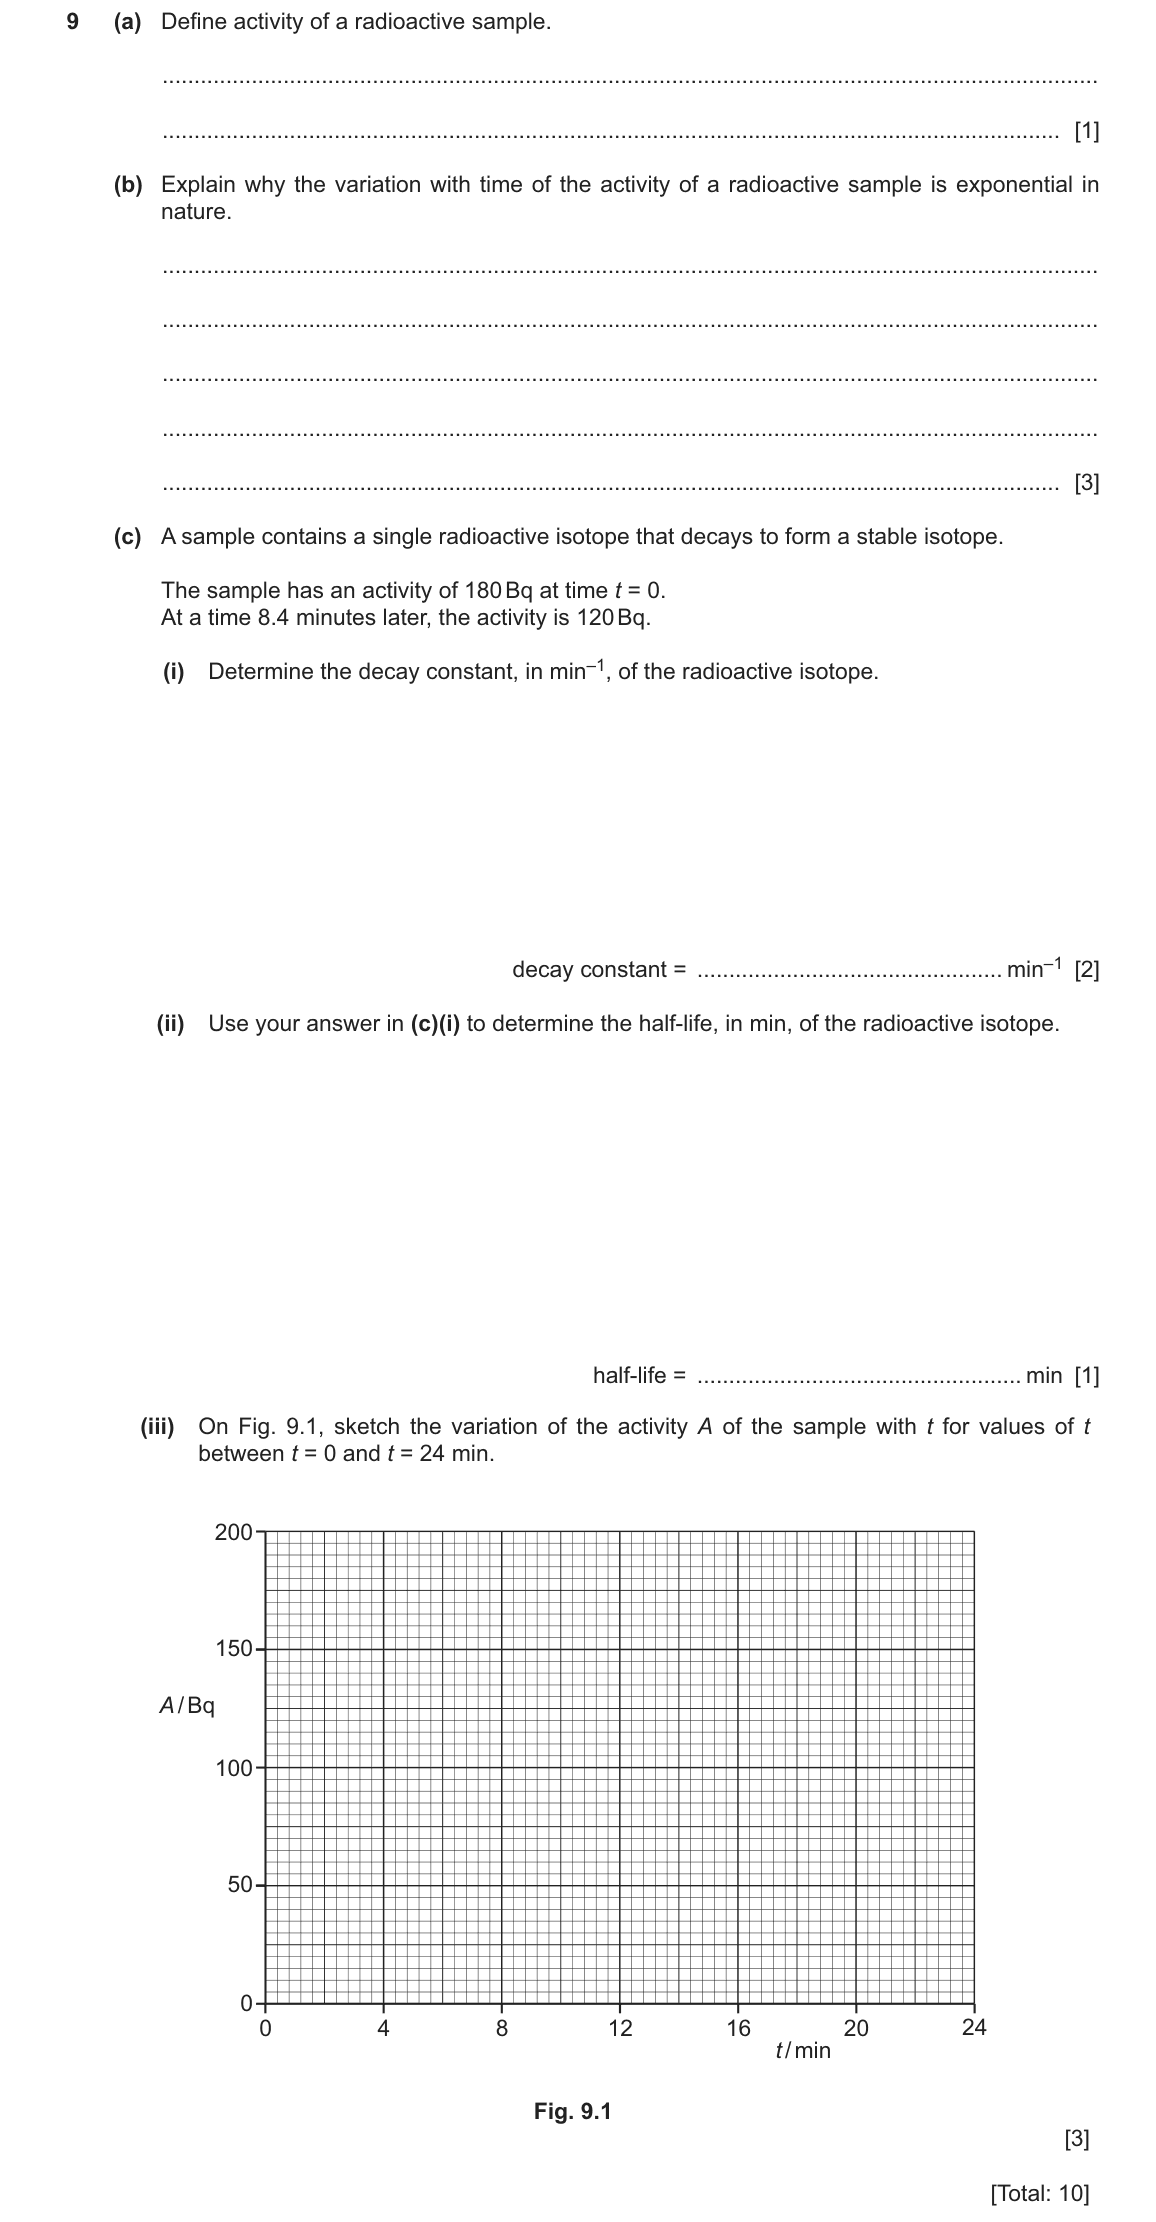 9 (a) Define activity of a radioactive sample.
..........................................................................................................................................
.................................................................................................................................... [1]
(b) Explain why the variation with time of the activity of a radioactive sample is exponential in
nature.
..........................................................................................................................................
..........................................................................................................................................
..........................................................................................................................................
..........................................................................................................................................
.................................................................................................................................... [3]
(c) A sample contains a single radioactive isotope that decays to form a stable isotope.
The sample has an activity of 180 Bq at time t = 0.
At a time 8.4 minutes later, the activity is 120 Bq.
(i) Determine the decay constant, in min⁻¹, of the radioactive isotope.
decay constant = ................................................ min⁻¹ [2]
(ii) Use your answer in (c)(i) to determine the half-life, in min, of the radioactive isotope.
half-life = ................................................... min [1]
(iii) On Fig. 9.1, sketch the variation of the activity A of the sample with t for values of t
between t = 0 and t = 24 min.
200
150
A / Bq
100
50
0
0 4 8 12 16 20 24
t / min
Fig. 9.1
[3]
[Total: 10]